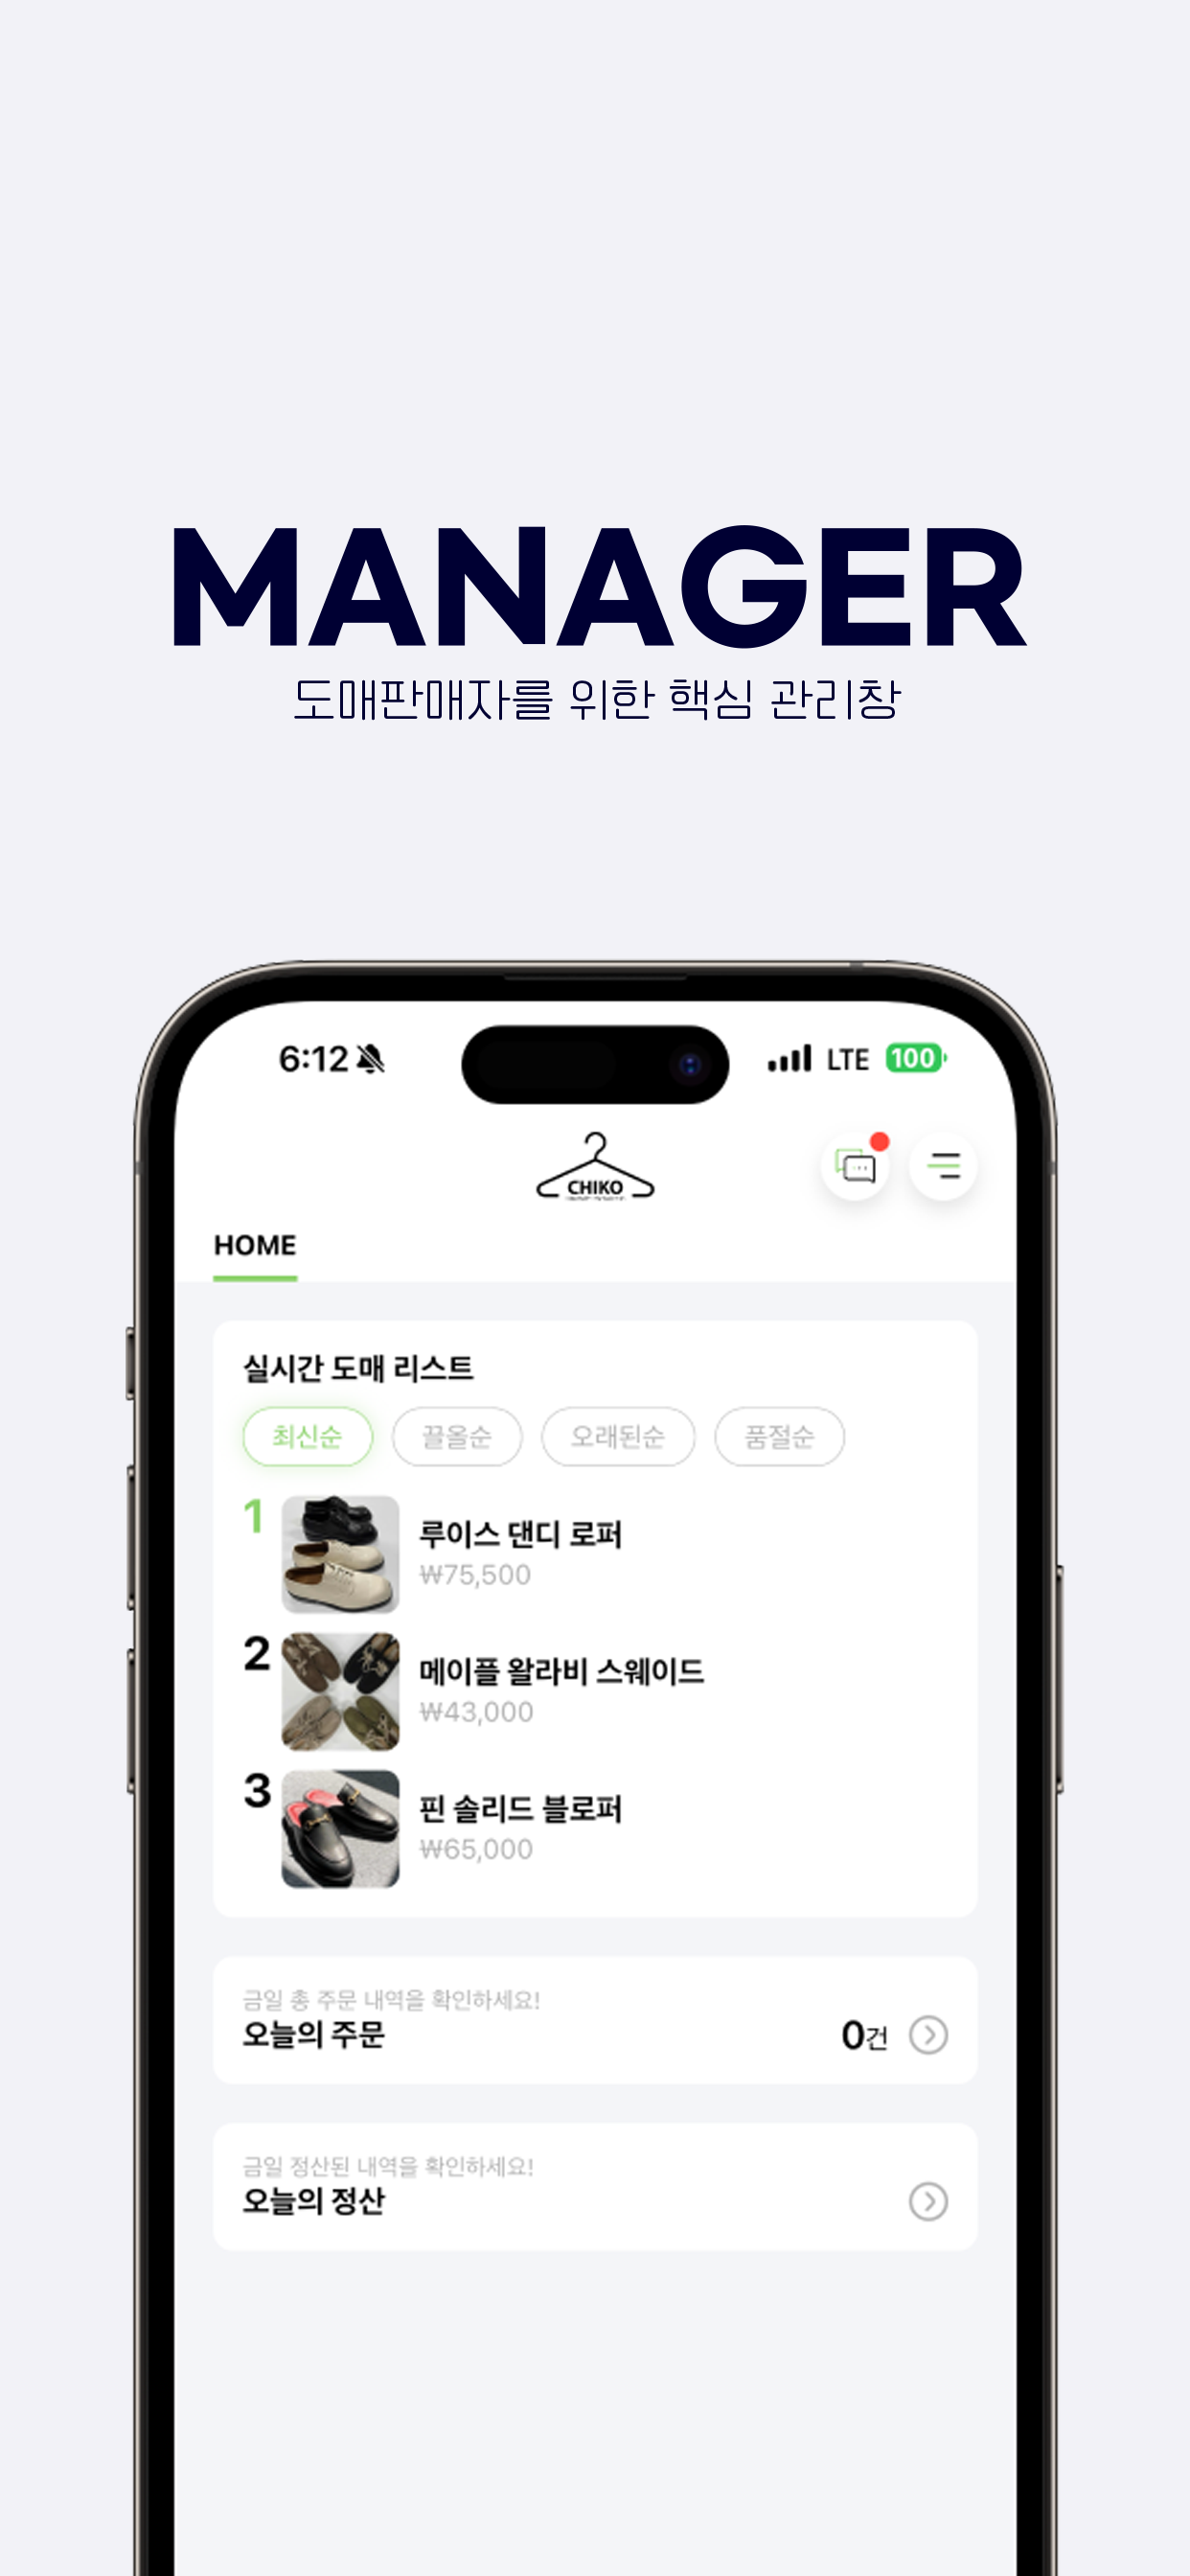 MANAGER
도매판매자를 위한 핵심 관리창
6:12 LTE 100
CHIKO
HOME
실시간 도매 리스트
최신순 끌올순 오래된순 품절순
1 루이스 댄디 로퍼
₩75,500
2 메이플 왈라비 스웨이드
₩43,000
3 핀 솔리드 블로퍼
₩65,000
금일 총 주문 내역을 확인하세요!
오늘의 주문 0건
금일 정산된 내역을 확인하세요!
오늘의 정산